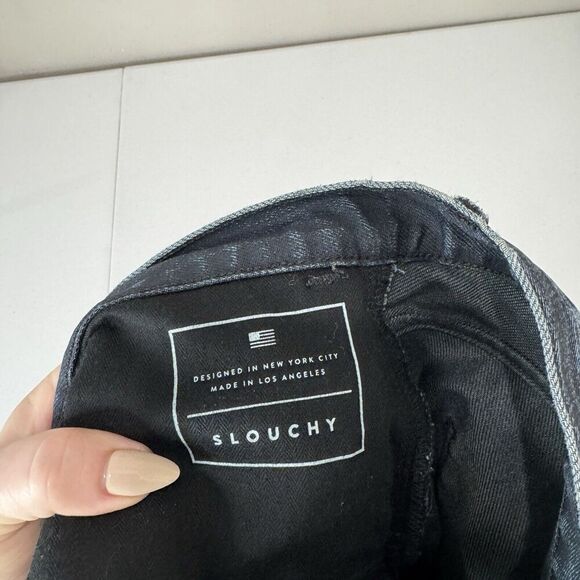 DESIGNED IN NEW YORK CITY
MADE IN LOS ANGELES
SLOUCHY